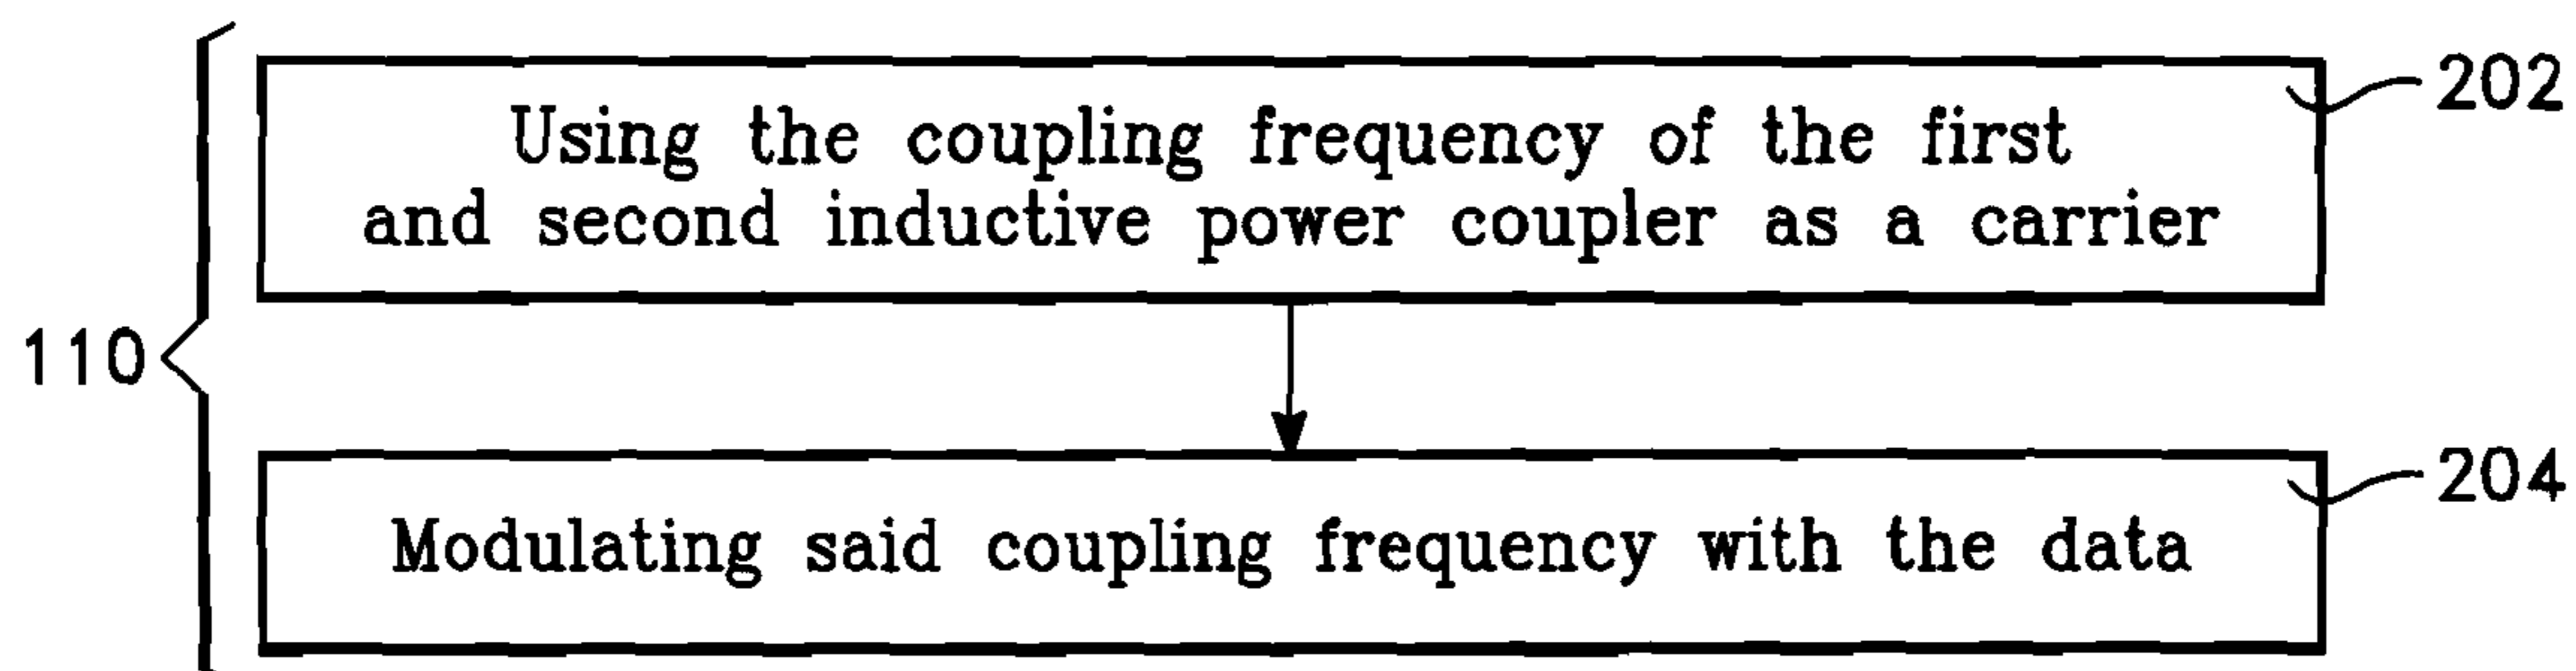 Using the coupling frequency of the first
and second inductive power coupler as a carrier
202
110
Modulating said coupling frequency with the data
204